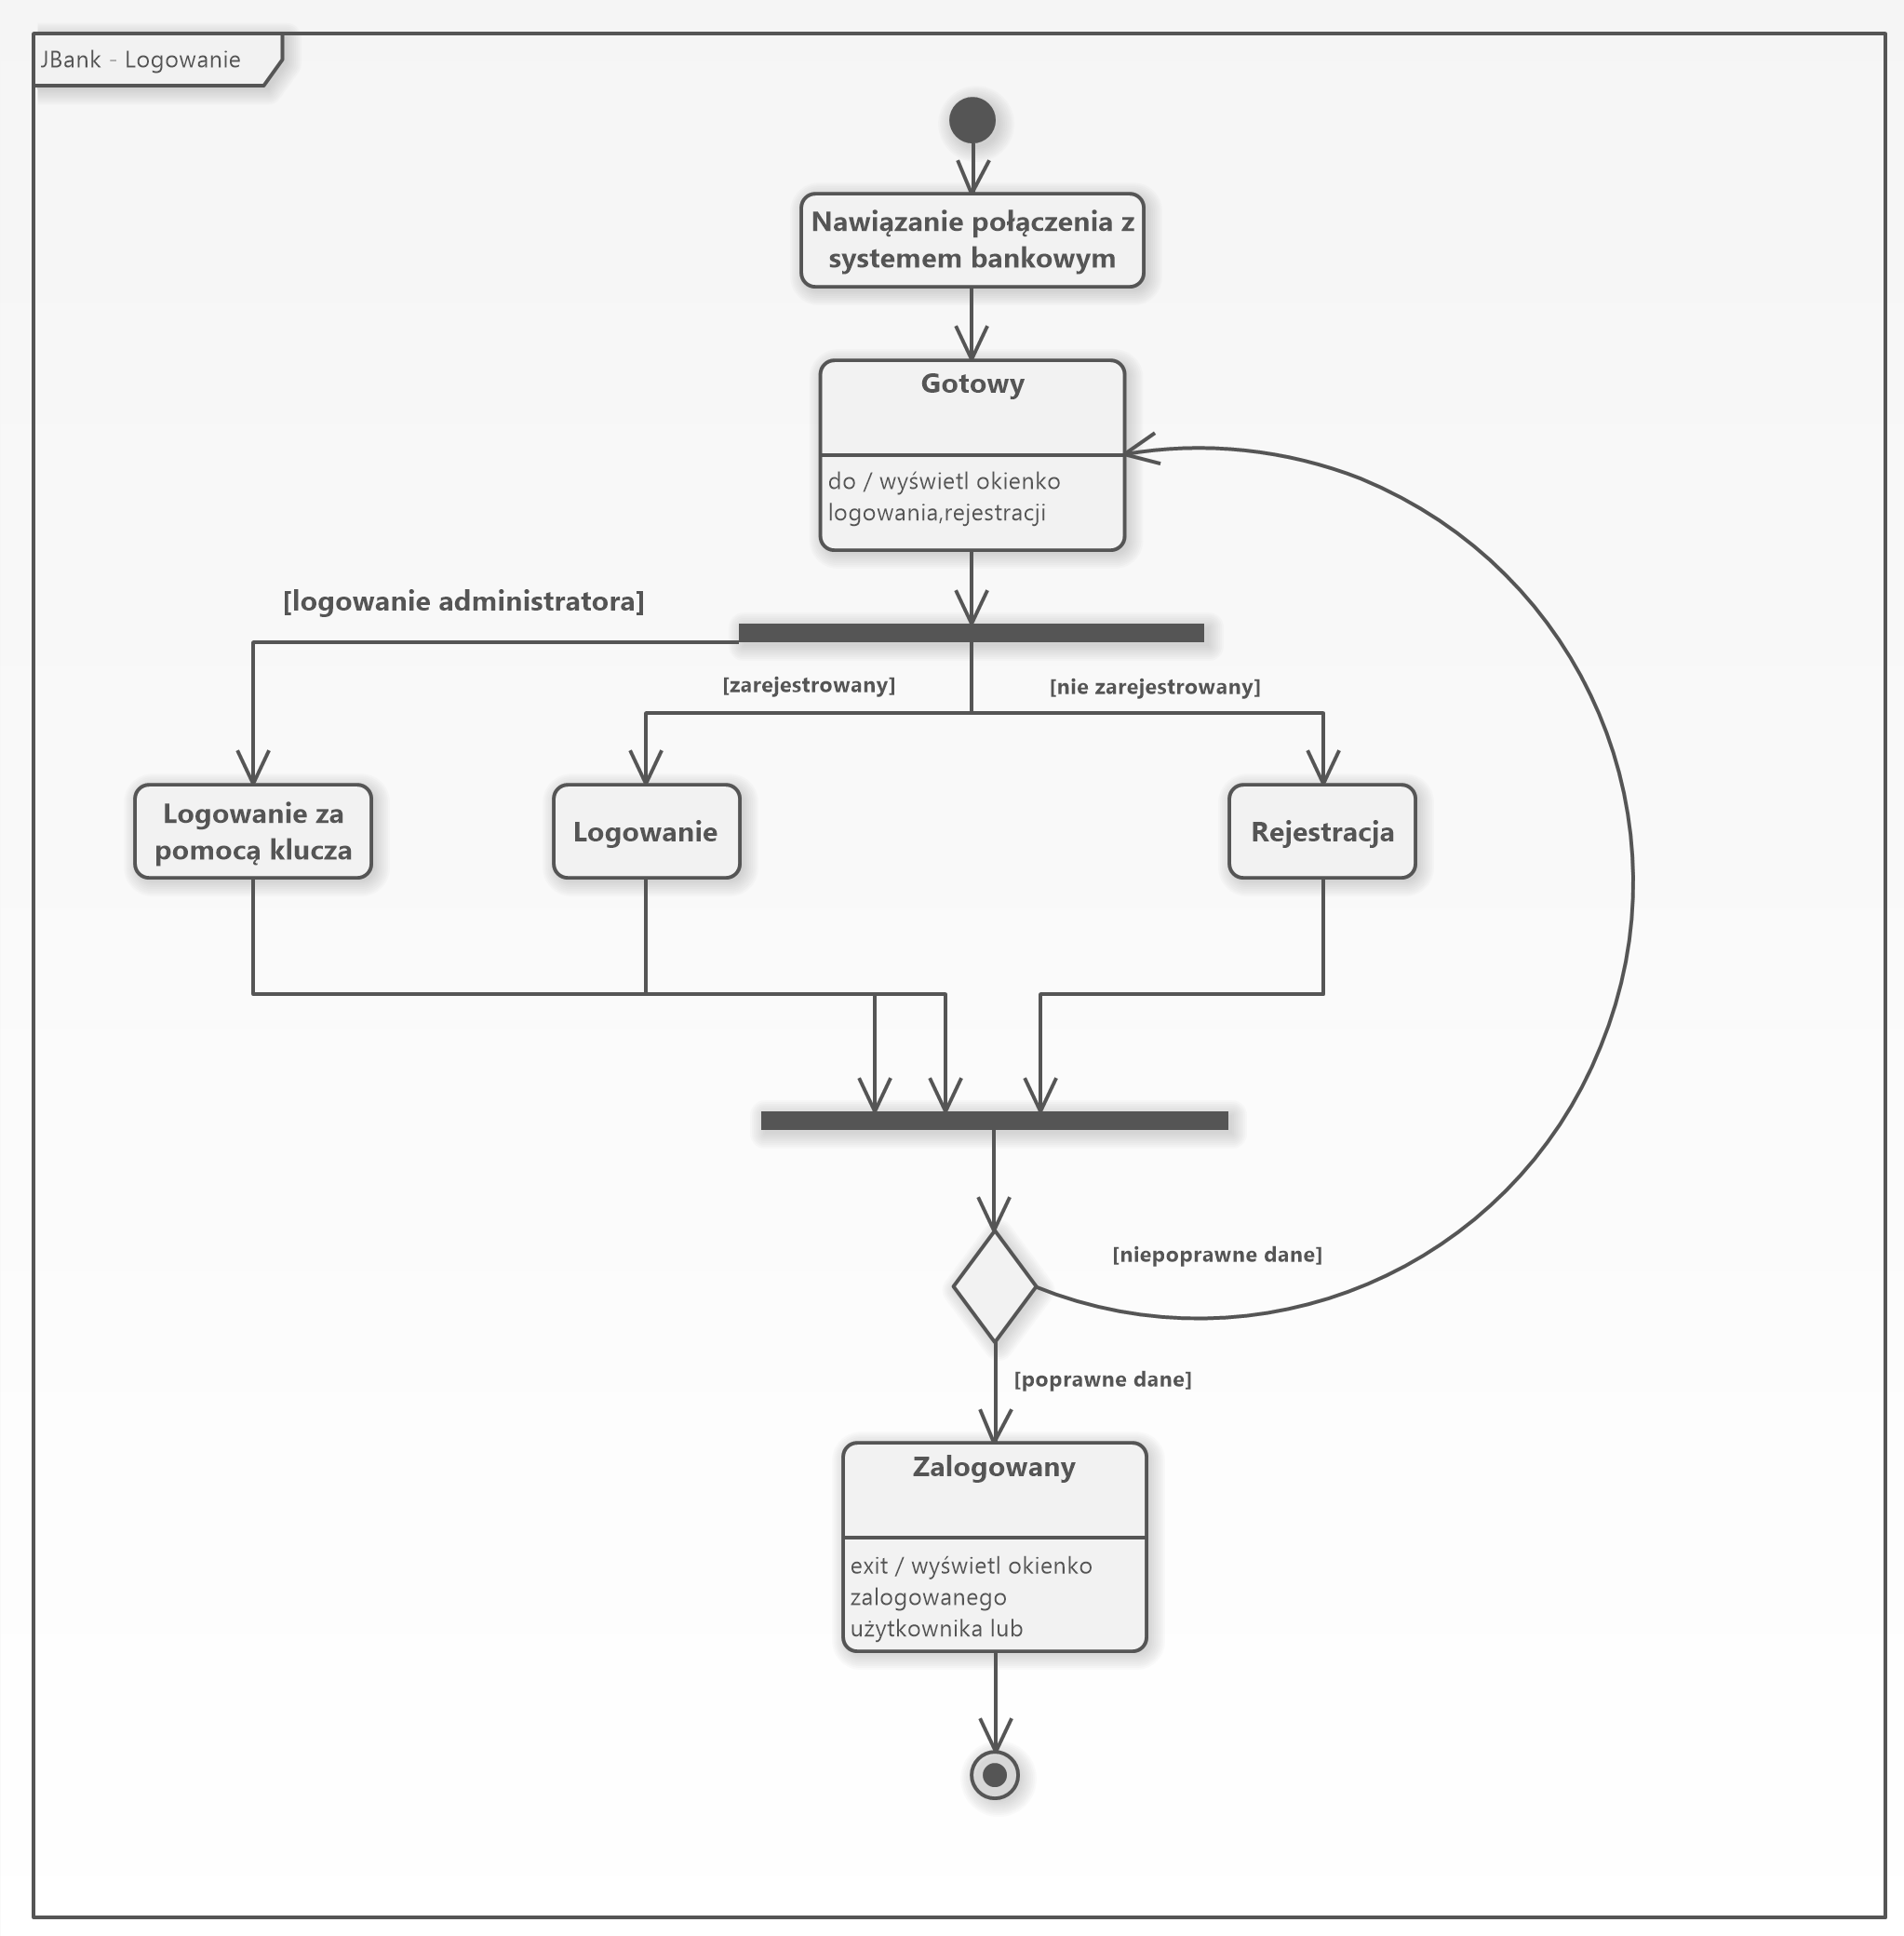 JBank - Logowanie
Nawiązanie połączenia z
systemem bankowym
Gotowy
do / wyświetl okienko
logowania,rejestracji
[logowanie administratora]
[zarejestrowany]
[nie zarejestrowany]
Logowanie za
pomocą klucza
Logowanie
Rejestracja
[niepoprawne dane]
[poprawne dane]
Zalogowany
exit / wyświetl okienko
zalogowanego
użytkownika lub